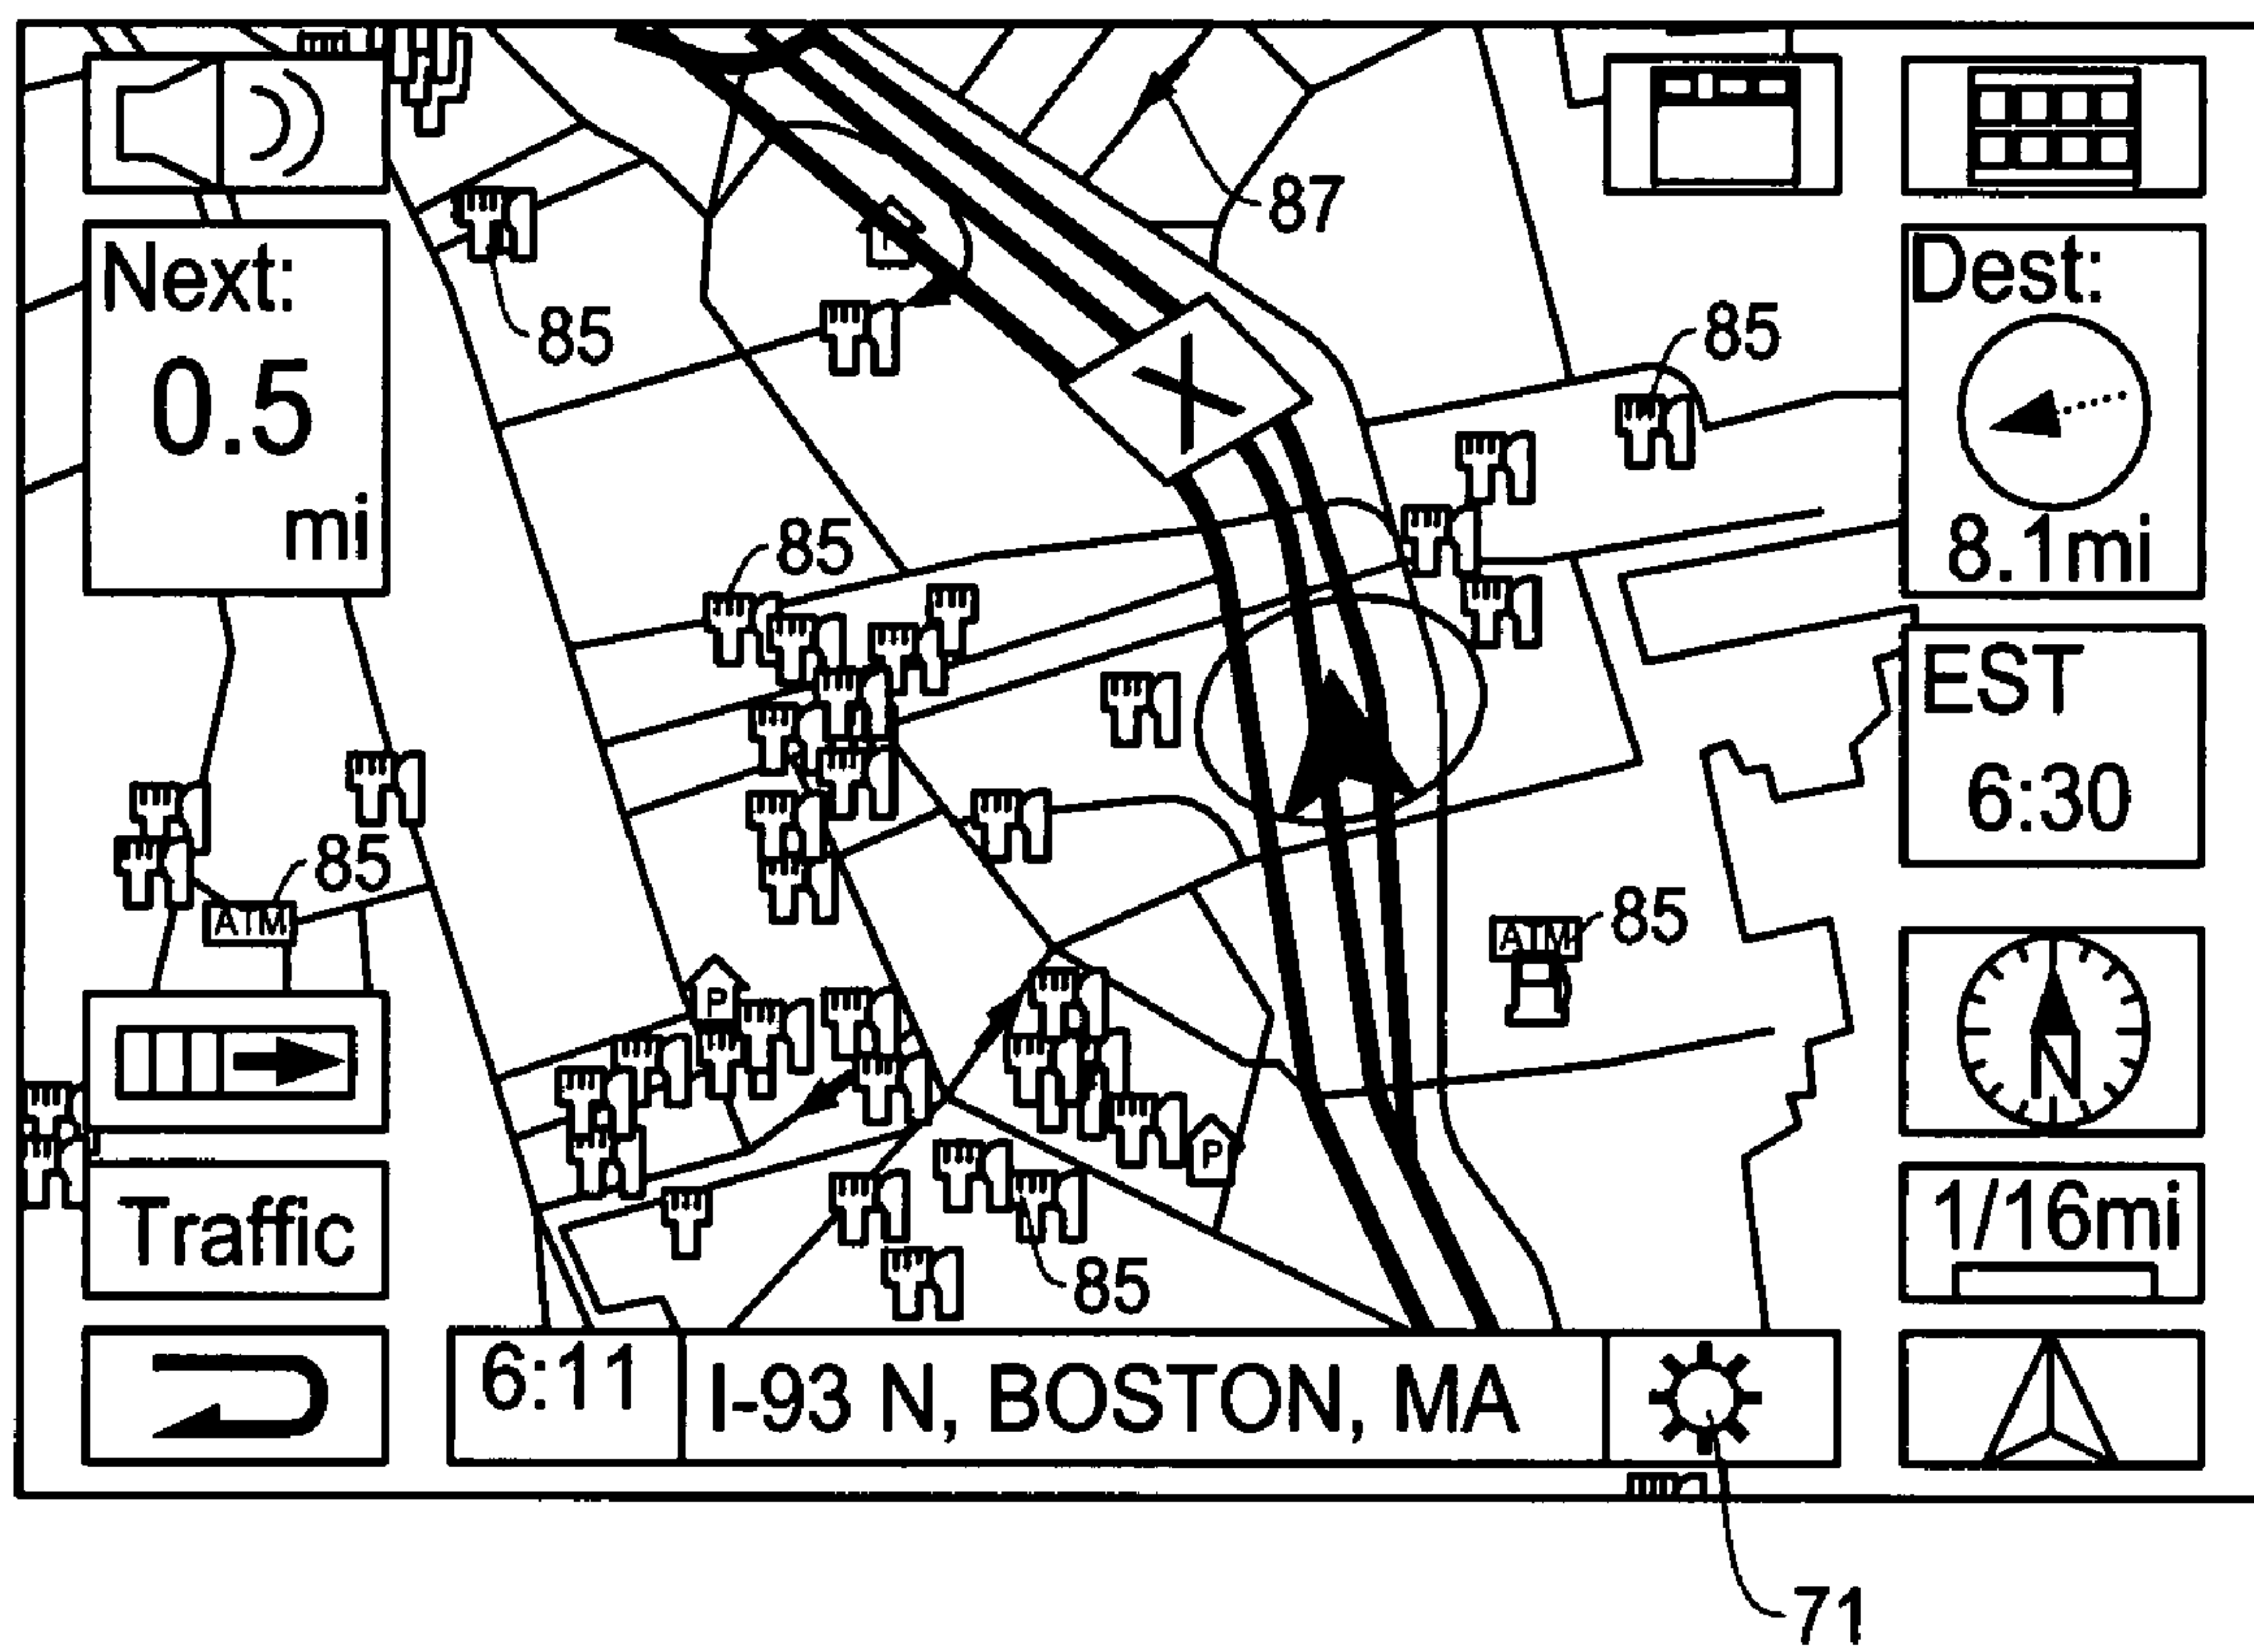 87
Next:
0.5
mi
85
85
Dest:
8.1mi
85
EST
6:30
85
ATM
85
ATM
P
P
N
Traffic
1/16mi
85
6:11
I-93 N, BOSTON, MA
71